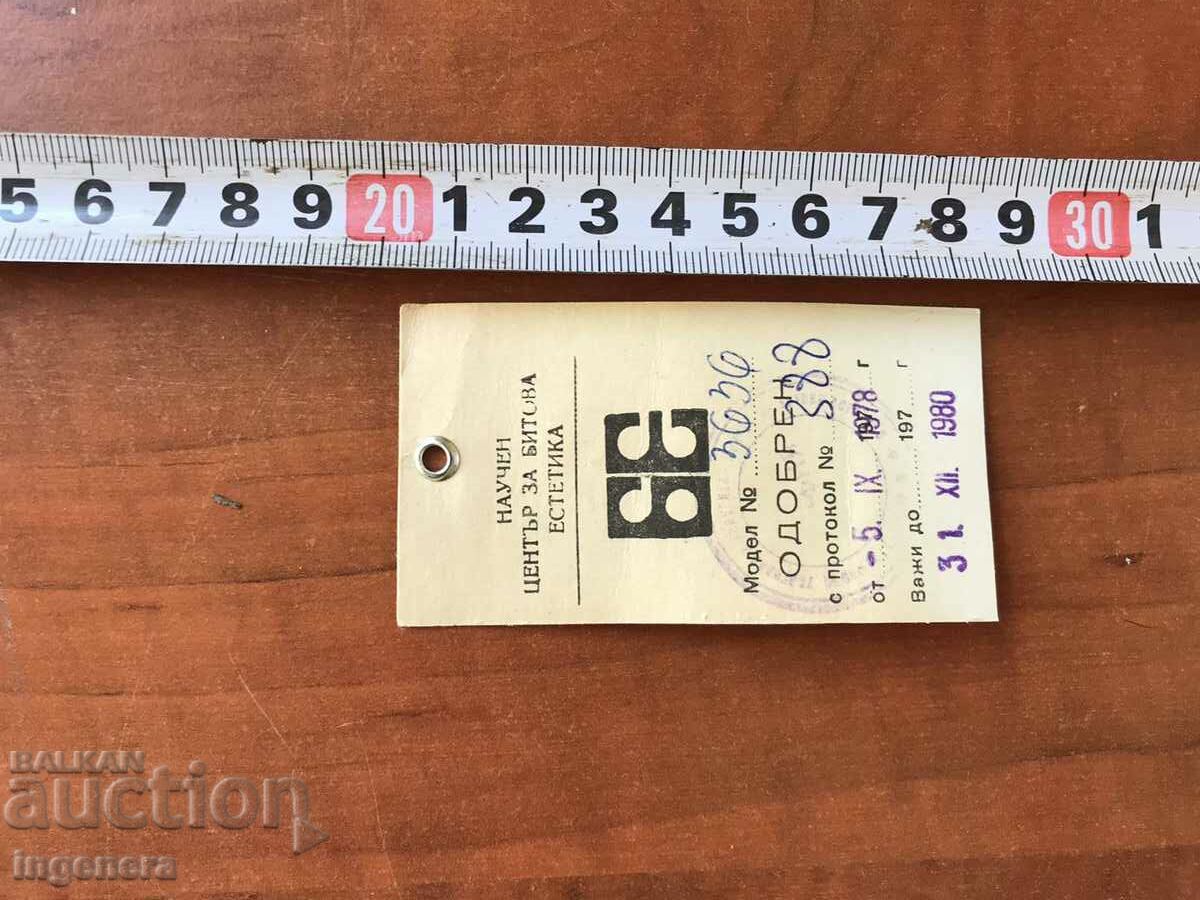 5 6 7 8 9 20 1 2 3 4 5 6 7 8 9 30 1
НАУЧЕН
ЦЕНТЪР ЗА БИТОВА
ЕСТЕТИКА
Модел №
ОДОБРЕН
с протокол № 388
от - 5. IX. 1978 г
Важи до 197 г
31. XII. 1980
BALKAN
auction
ingenera